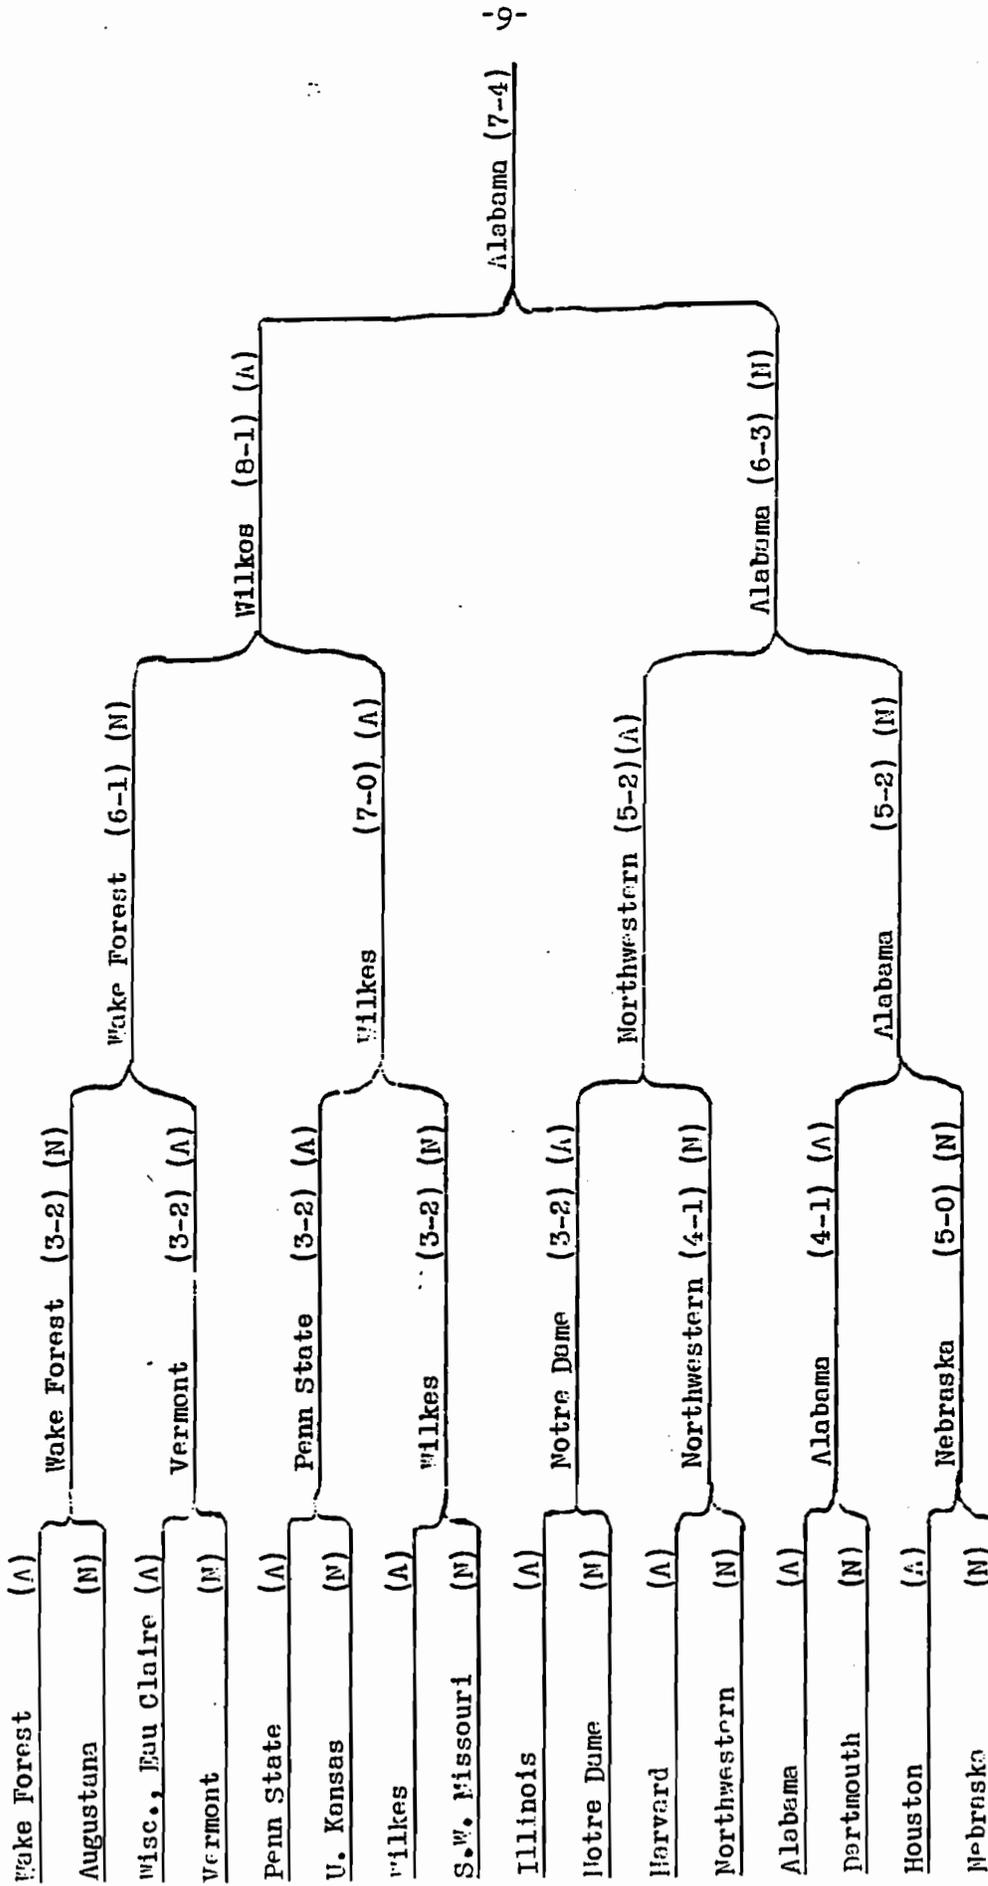 -9-
Wake Forest (A)
Augustana (N)
Wisc., Eau Claire (A)
Vermont (N)
Penn State (A)
U. Kansas (N)
Wilkes (A)
S.W. Missouri (N)
Illinois (A)
Notre Dame (N)
Harvard (A)
Northwestern (N)
Alabama (A)
Dartmouth (N)
Houston (A)
Nebraska (N)
Wake Forest (3-2) (N)
Vermont (3-2) (A)
Penn State (3-2) (A)
Wilkes (3-2) (N)
Notre Dame (3-2) (A)
Northwestern (4-1) (N)
Alabama (4-1) (A)
Nebraska (5-0) (N)
Wake Forest (6-1) (N)
Wilkes (7-0) (A)
Northwestern (5-2)(A)
Alabama (5-2) (N)
Wilkes (8-1) (A)
Alabama (6-3) (N)
Alabama (7-4)